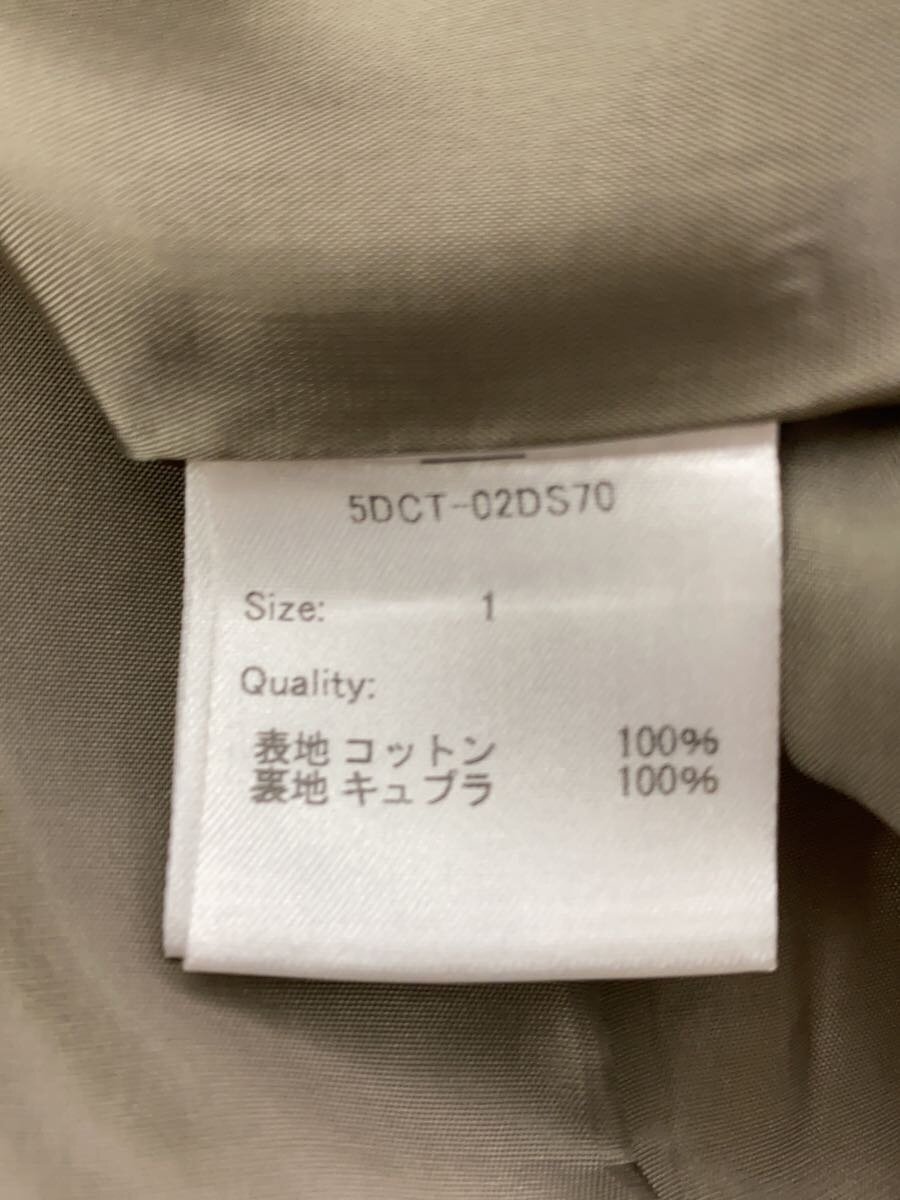 5DCT-02DS70
Size: 1
Quality:
表地 コットン 100%
裏地 キュプラ 100%